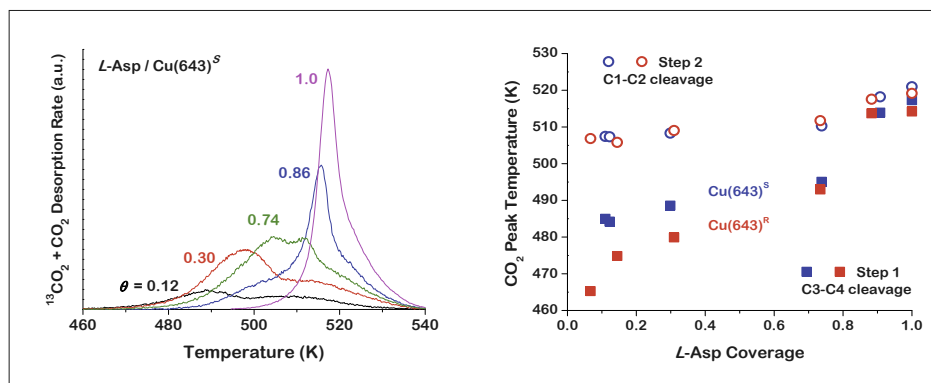 L-Asp / Cu(643)ˢ
1.0
0.86
0.74
0.30
θ = 0.12
¹³CO₂ + CO₂ Desorption Rate (a.u.)
460 480 500 520 540
Temperature (K)
530
520
510
500
490
480
470
460
CO₂ Peak Temperature (K)
Step 2
C1-C2 cleavage
Cu(643)ˢ
Cu(643)ᴿ
Step 1
C3-C4 cleavage
0.0 0.2 0.4 0.6 0.8 1.0
L-Asp Coverage